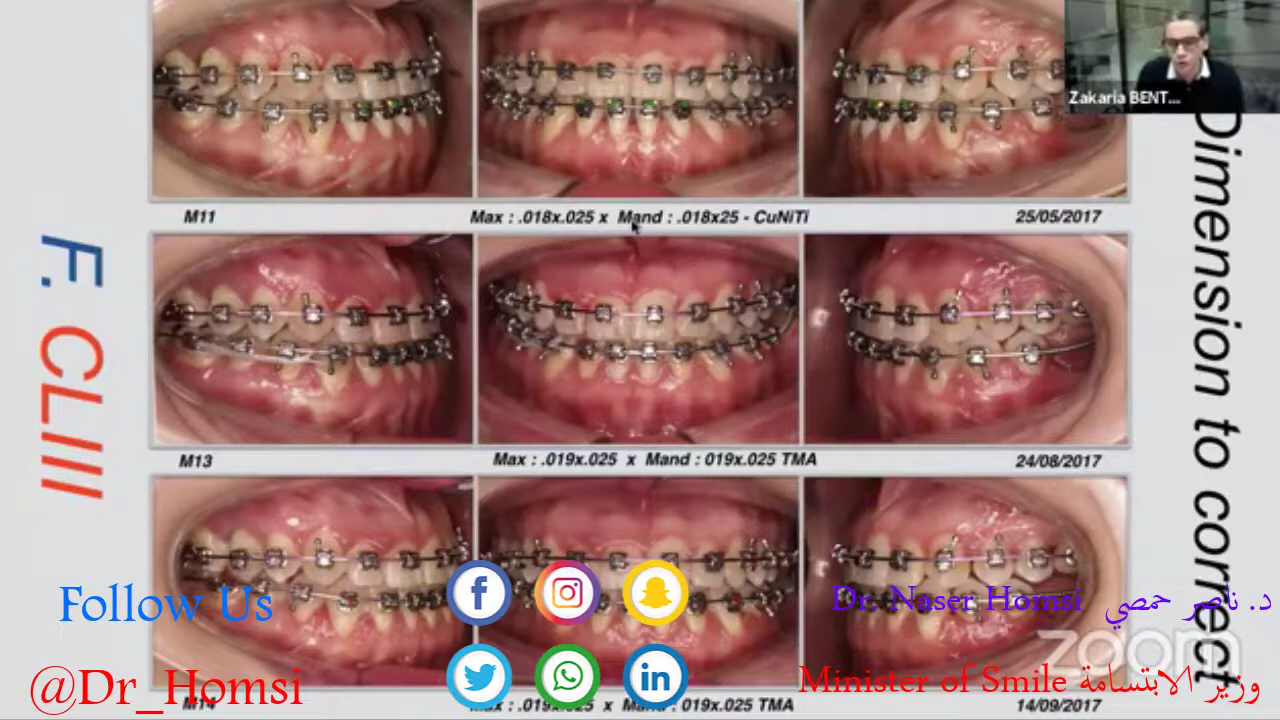 Zakaria BENT...
Dimension to correct
F. CLIII
M11
Max : .018x.025 x Mand : .018x25 - CuNiTi
25/05/2017
M13
Max : .019x.025 x Mand : 019x.025 TMA
24/08/2017
Follow Us
Dr. Naser Homsi د. ناصر حمصي
zoom
@Dr_Homsi
Minister of Smile وزير الابتسامة
M14
Max : .019x.025 x Mand : 019x.025 TMA
14/09/2017